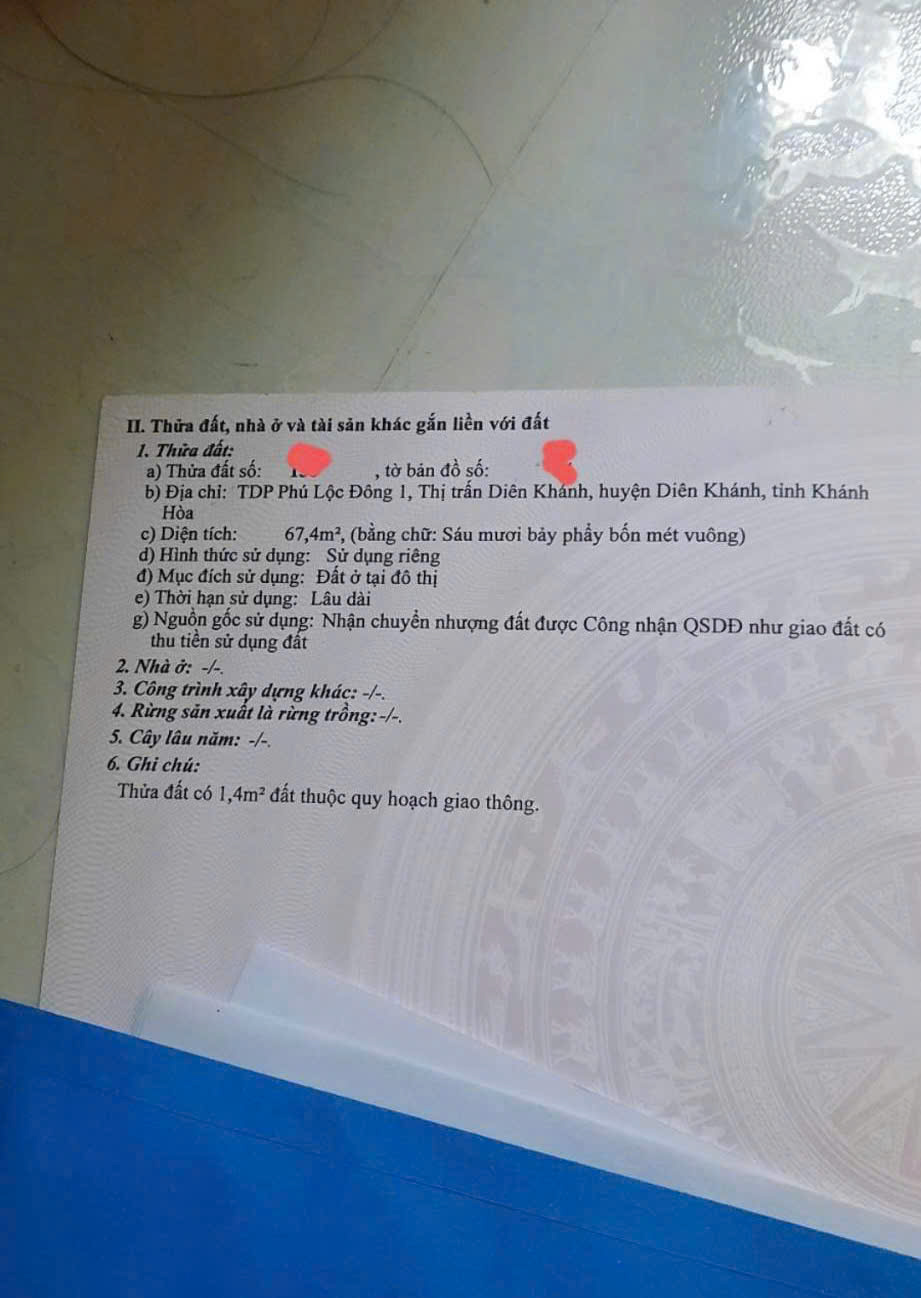 II. Thửa đất, nhà ở và tài sản khác gắn liền với đất
1. Thửa đất:
a) Thửa đất số: , tờ bản đồ số:
b) Địa chỉ: TDP Phú Lộc Đông 1, Thị trấn Diên Khánh, huyện Diên Khánh, tỉnh Khánh
Hòa
c) Diện tích: 67,4m², (bằng chữ: Sáu mươi bảy phẩy bốn mét vuông)
d) Hình thức sử dụng: Sử dụng riêng
đ) Mục đích sử dụng: Đất ở tại đô thị
e) Thời hạn sử dụng: Lâu dài
g) Nguồn gốc sử dụng: Nhận chuyển nhượng đất được Công nhận QSDĐ như giao đất có
thu tiền sử dụng đất
2. Nhà ở: -/-.
3. Công trình xây dựng khác: -/-.
4. Rừng sản xuất là rừng trồng: -/-.
5. Cây lâu năm: -/-.
6. Ghi chú:
Thửa đất có 1,4m² đất thuộc quy hoạch giao thông.